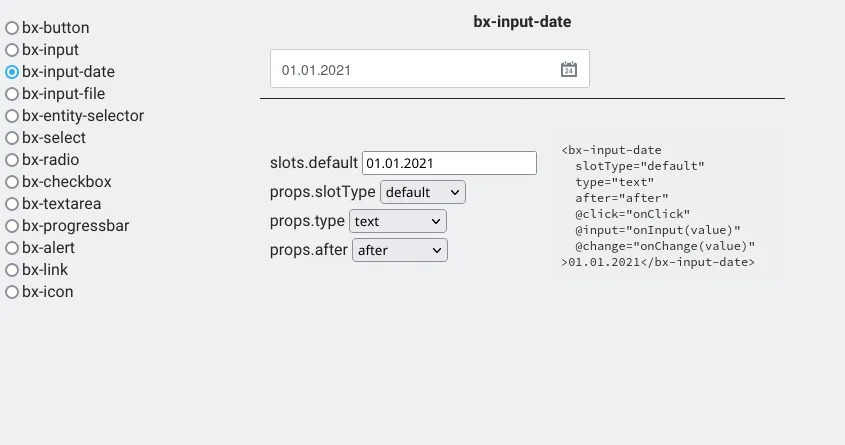 bx-button
bx-input
bx-input-date
bx-input-file
bx-entity-selector
bx-select
bx-radio
bx-checkbox
bx-textarea
bx-progressbar
bx-alert
bx-link
bx-icon
bx-input-date
01.01.2021
24
slots.default 01.01.2021
props.slotType default
props.type text
props.after after
<bx-input-date
slotType="default"
type="text"
after="after"
@click="onClick"
@input="onInput(value)"
@change="onChange(value)"
>01.01.2021</bx-input-date>